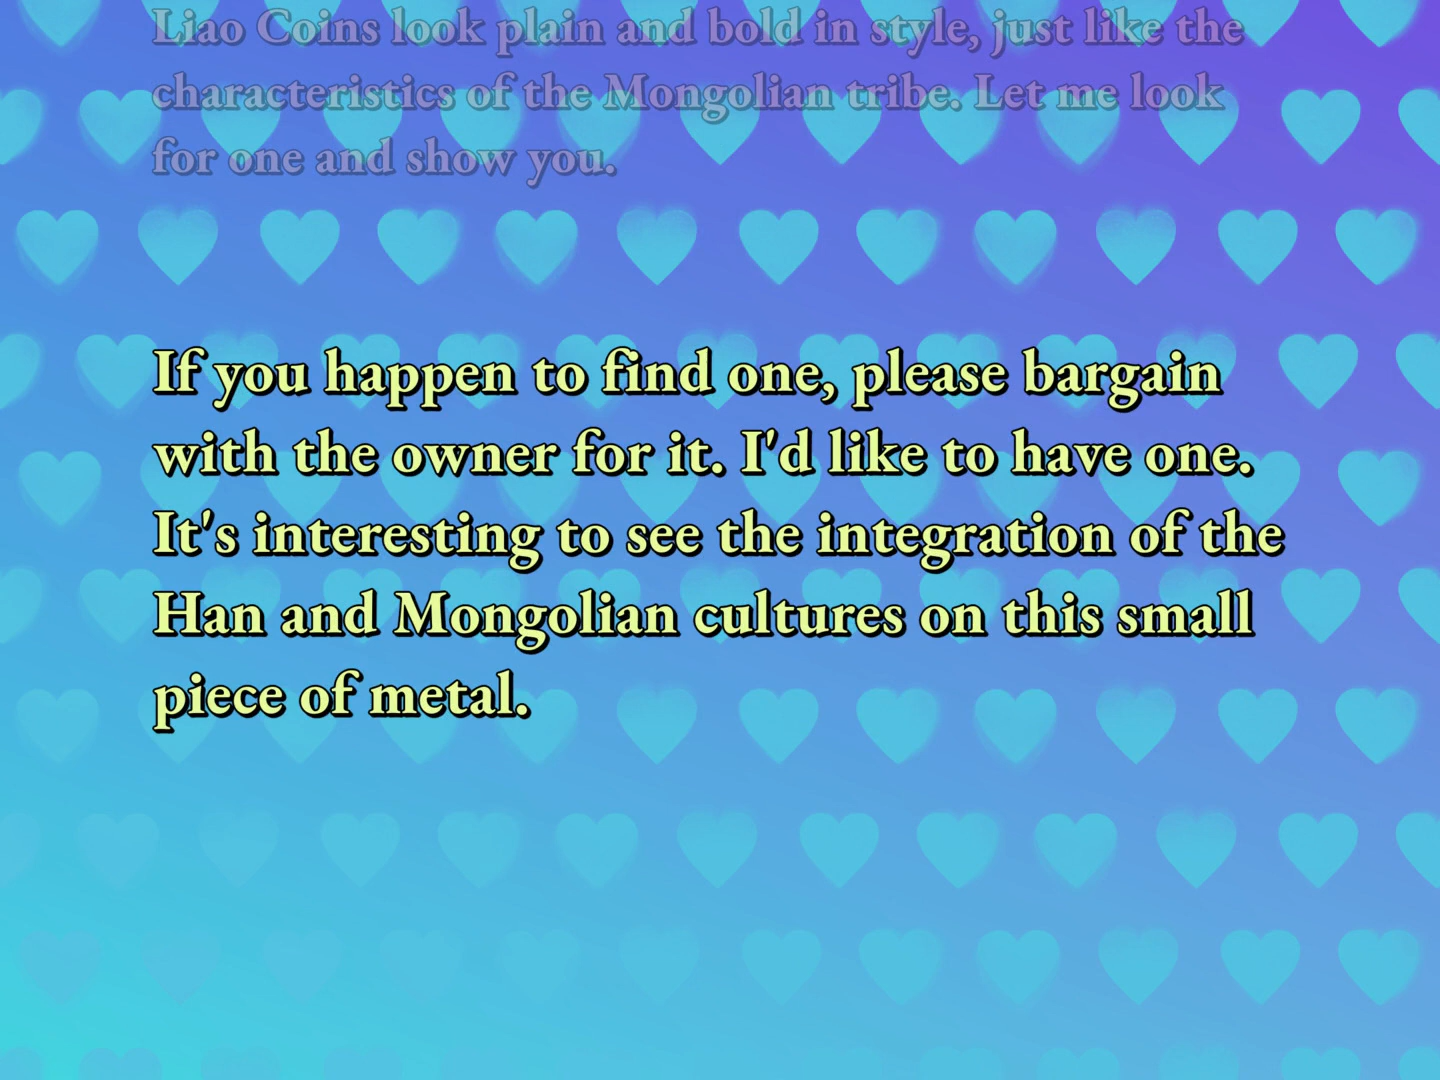 Liao Coins look plain and bold in style, just like the
characteristics of the Mongolian tribe. Let me look
for one and show you.
If you happen to find one, please bargain
with the owner for it. I'd like to have one.
It's interesting to see the integration of the
Han and Mongolian cultures on this small
piece of metal.